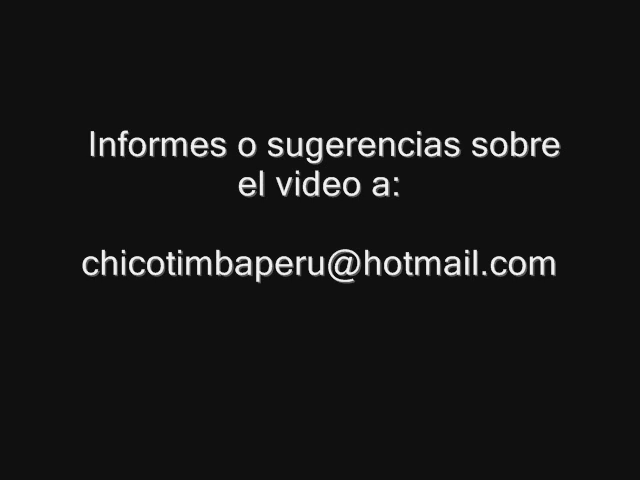 Informes o sugerencias sobre
el video a:
chicotimbaperu@hotmail.com